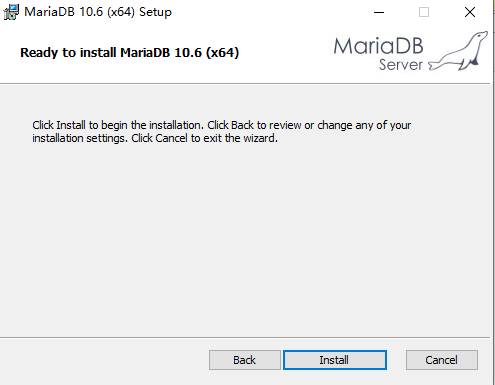 MariaDB 10.6 (x64) Setup
Ready to install MariaDB 10.6 (x64)
MariaDB
Server
Click Install to begin the installation. Click Back to review or change any of your
installation settings. Click Cancel to exit the wizard.
Back
Install
Cancel